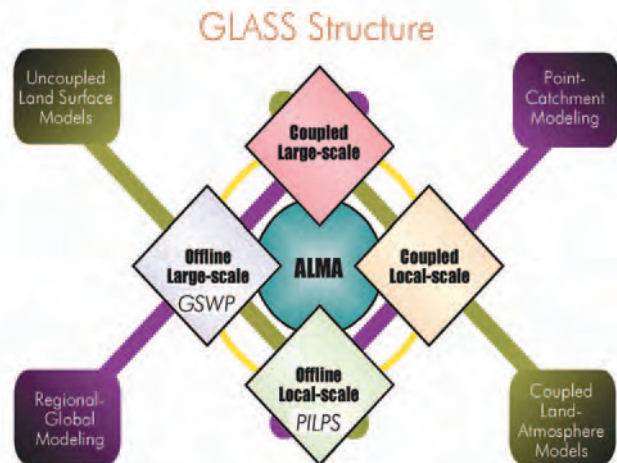 GLASS Structure
Uncoupled
Land Surface
Models
Point-
Catchment
Modeling
Coupled
Large-scale
Offline
Large-scale
GSWP
ALMA
Coupled
Local-scale
Offline
Local-scale
PILPS
Regional-
Global
Modeling
Coupled
Land-
Atmosphere
Models